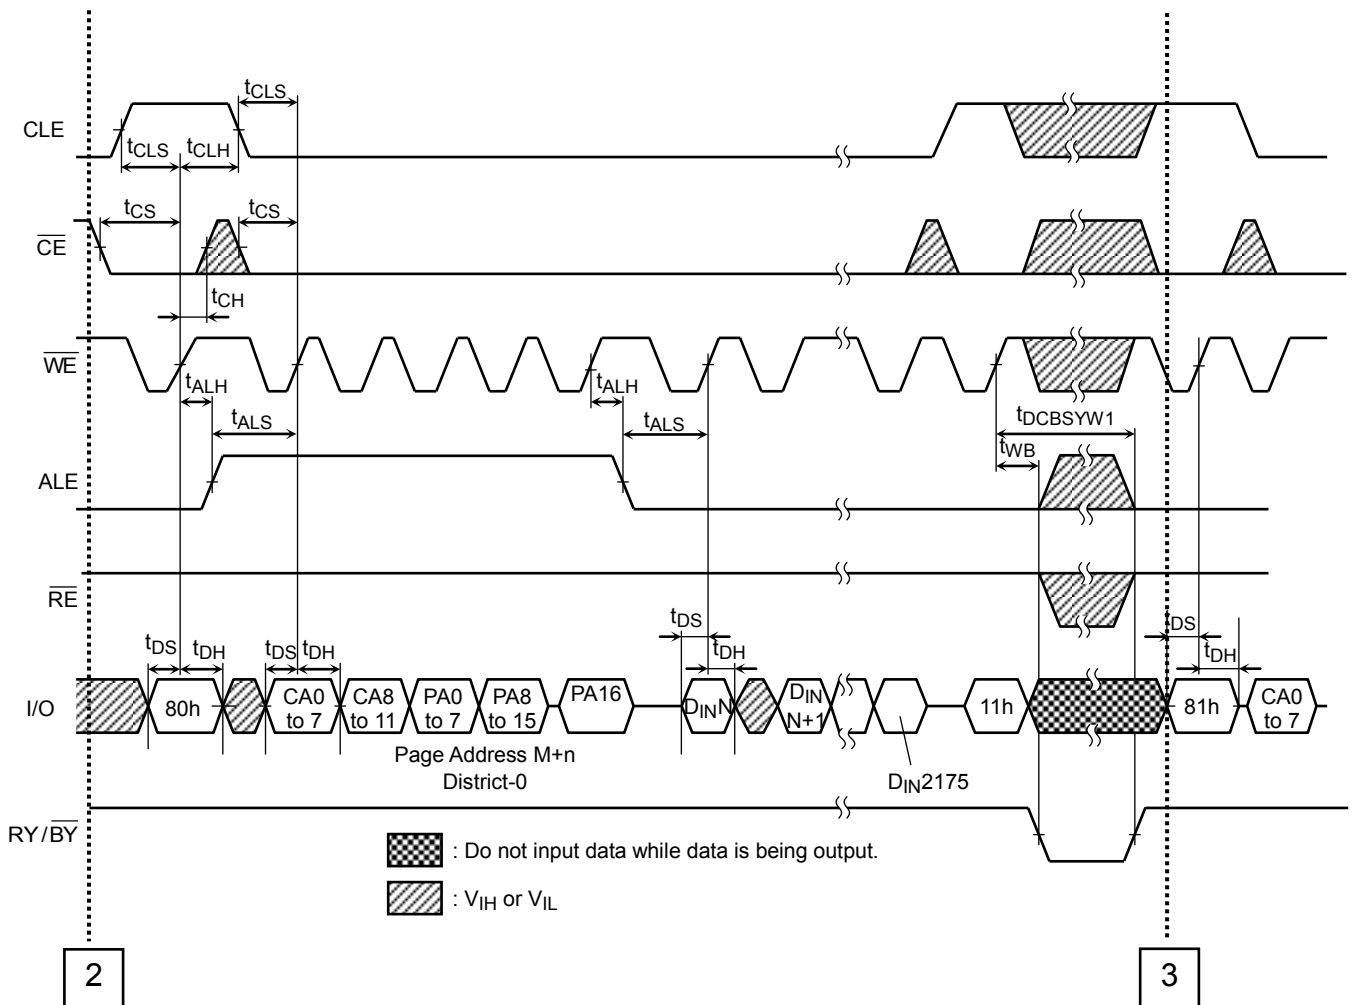 tCLS
CLE
tCLS tCLH
tCS tCS
CE
tCH
WE
tALH tALH
tALS tALS
tDCBSYW1
tWB
ALE
RE
tDS tDH tDS tDH
tDS
tDH
tDS
tDH
I/O
80h
CA0
to 7
CA8
to 11
PA0
to 7
PA8
to 15
PA16
DINN
DIN
N+1
11h
81h
CA0
to 7
Page Address M+n
District-0
DIN2175
RY/BY
: Do not input data while data is being output.
: VIH or VIL
2
3